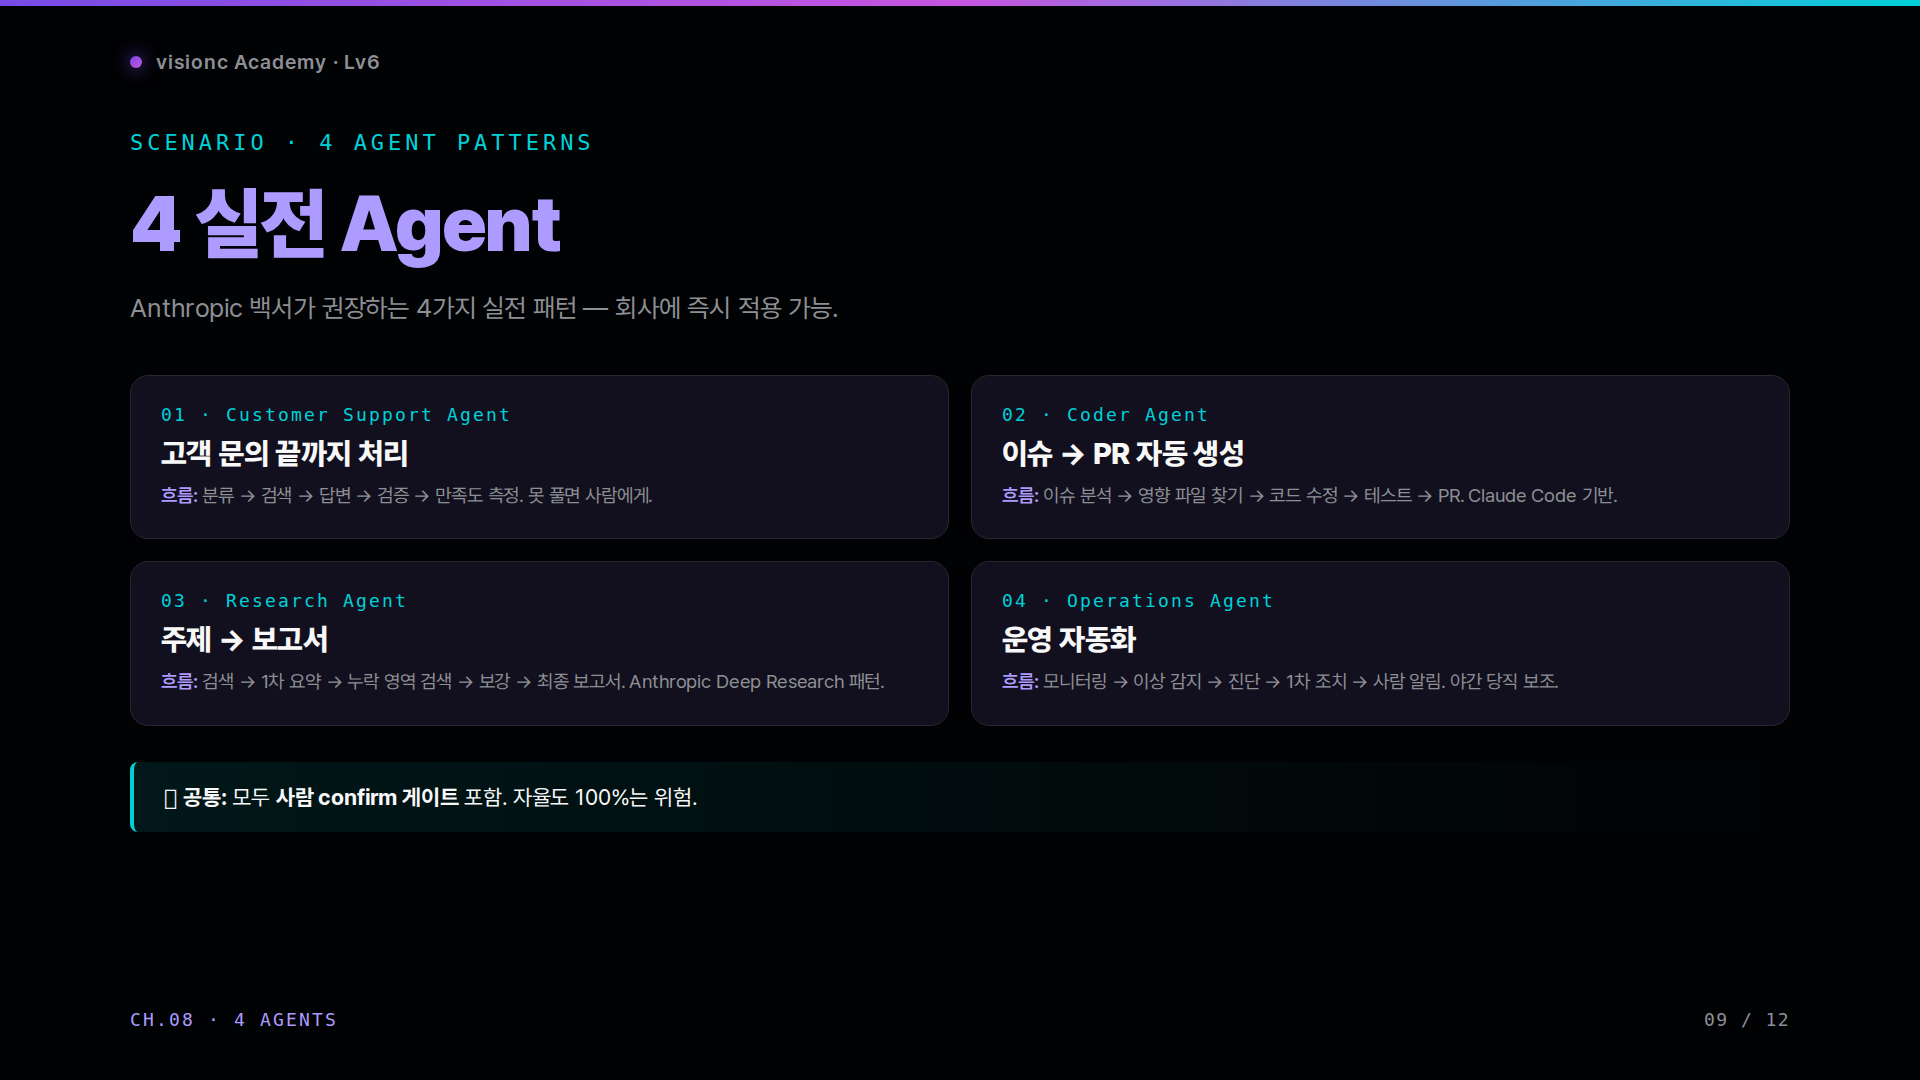 visionc Academy · Lv6
SCENARIO · 4 AGENT PATTERNS
4 실전 Agent
Anthropic 백서가 권장하는 4가지 실전 패턴 — 회사에 즉시 적용 가능.
01 · Customer Support Agent
고객 문의 끝까지 처리
흐름: 분류 → 검색 → 답변 → 검증 → 만족도 측정. 못 풀면 사람에게.
02 · Coder Agent
이슈 → PR 자동 생성
흐름: 이슈 분석 → 영향 파일 찾기 → 코드 수정 → 테스트 → PR. Claude Code 기반.
03 · Research Agent
주제 → 보고서
흐름: 검색 → 1차 요약 → 누락 영역 검색 → 보강 → 최종 보고서. Anthropic Deep Research 패턴.
04 · Operations Agent
운영 자동화
흐름: 모니터링 → 이상 감지 → 진단 → 1차 조치 → 사람 알림. 야간 당직 보조.
공통: 모두 사람 confirm 게이트 포함. 자율도 100%는 위험.
CH.08 · 4 AGENTS
09 / 12